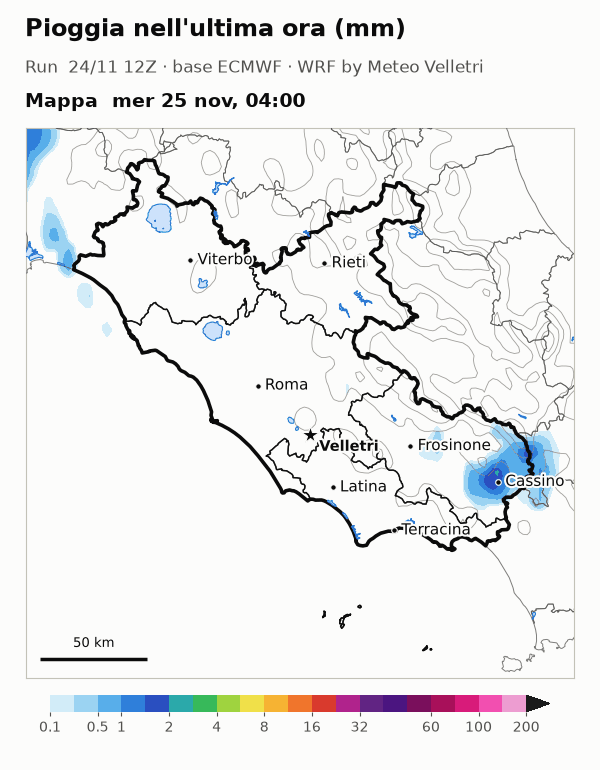 Pioggia nell'ultima ora (mm)
Run  24/11 12Z · base ECMWF · WRF by Meteo Velletri
Mappa  mer 25 nov, 04:00
Viterbo
Rieti
Roma
Velletri
Frosinone
Cassino
Latina
Terracina
50 km
0.1 0.5 1 2 4 8 16 32 60 100 200